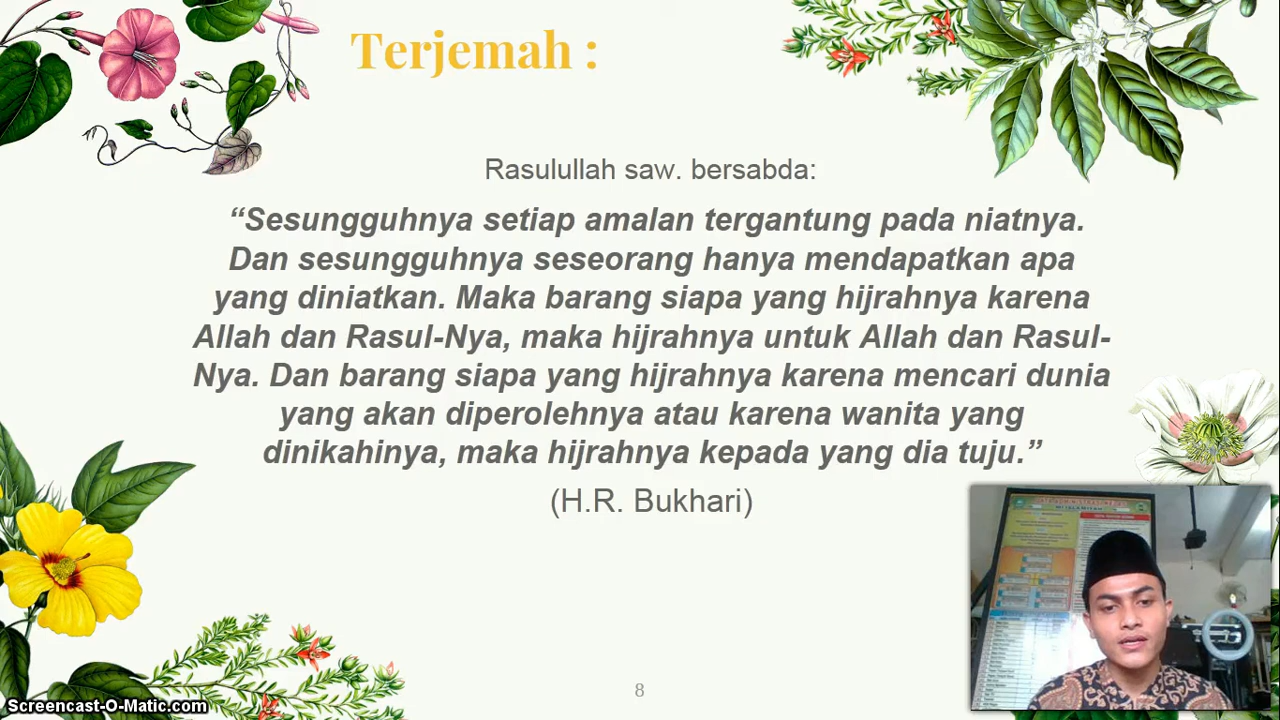 Terjemah :
Rasulullah saw. bersabda:
“Sesungguhnya setiap amalan tergantung pada niatnya.
Dan sesungguhnya seseorang hanya mendapatkan apa
yang diniatkan. Maka barang siapa yang hijrahnya karena
Allah dan Rasul-Nya, maka hijrahnya untuk Allah dan Rasul-
Nya. Dan barang siapa yang hijrahnya karena mencari dunia
yang akan diperolehnya atau karena wanita yang
dinikahinya, maka hijrahnya kepada yang dia tuju.”
(H.R. Bukhari)
8
Screencast-O-Matic.com